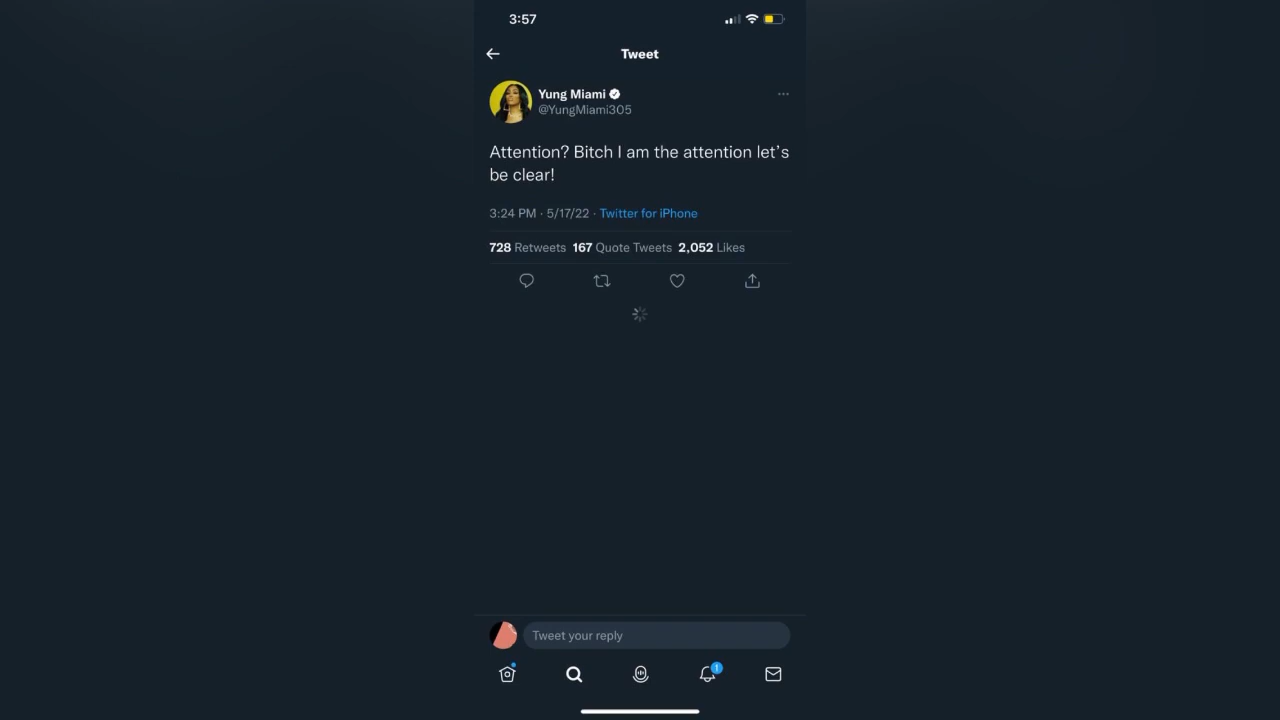 3:57
Tweet
Yung Miami
@YungMiami305
Attention? Bitch I am the attention let's
be clear!
3:24 PM · 5/17/22 · Twitter for iPhone
728 Retweets 167 Quote Tweets 2,052 Likes
Tweet your reply
1